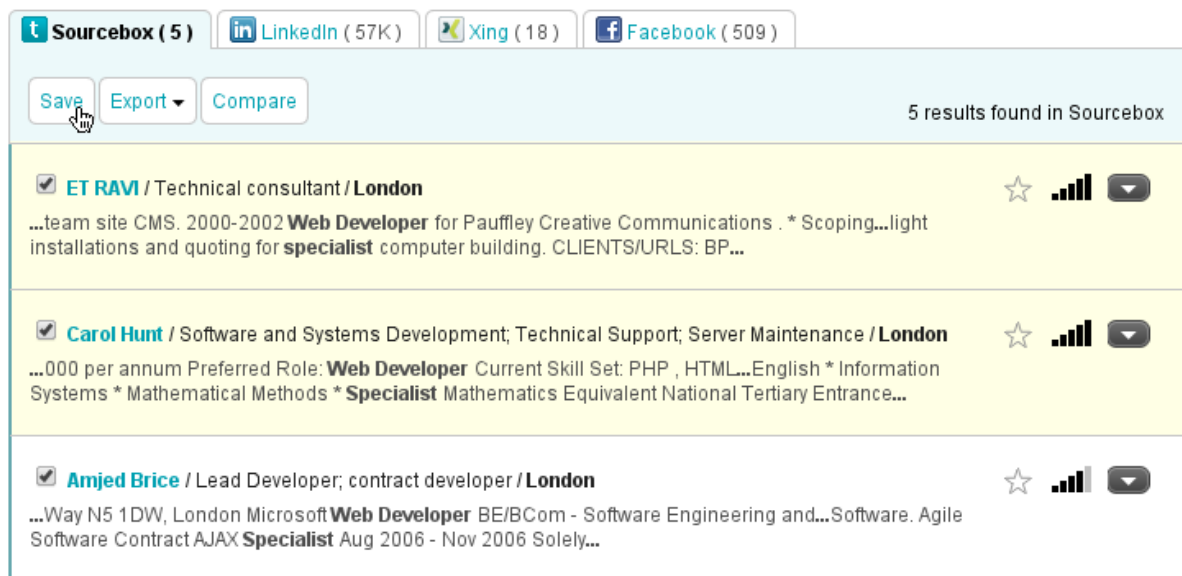 t Sourcebox ( 5 ) in LinkedIn ( 57K ) Xing ( 18 ) f Facebook ( 509 )
Save Export Compare
5 results found in Sourcebox
ET RAVI / Technical consultant / London
...team site CMS. 2000-2002 Web Developer for Pauffley Creative Communications . * Scoping...light
installations and quoting for specialist computer building. CLIENTS/URLS: BP...
Carol Hunt / Software and Systems Development; Technical Support; Server Maintenance / London
...000 per annum Preferred Role: Web Developer Current Skill Set: PHP , HTML...English * Information
Systems * Mathematical Methods * Specialist Mathematics Equivalent National Tertiary Entrance...
Amjed Brice / Lead Developer; contract developer / London
...Way N5 1DW, London Microsoft Web Developer BE/BCom - Software Engineering and...Software. Agile
Software Contract AJAX Specialist Aug 2006 - Nov 2006 Solely...